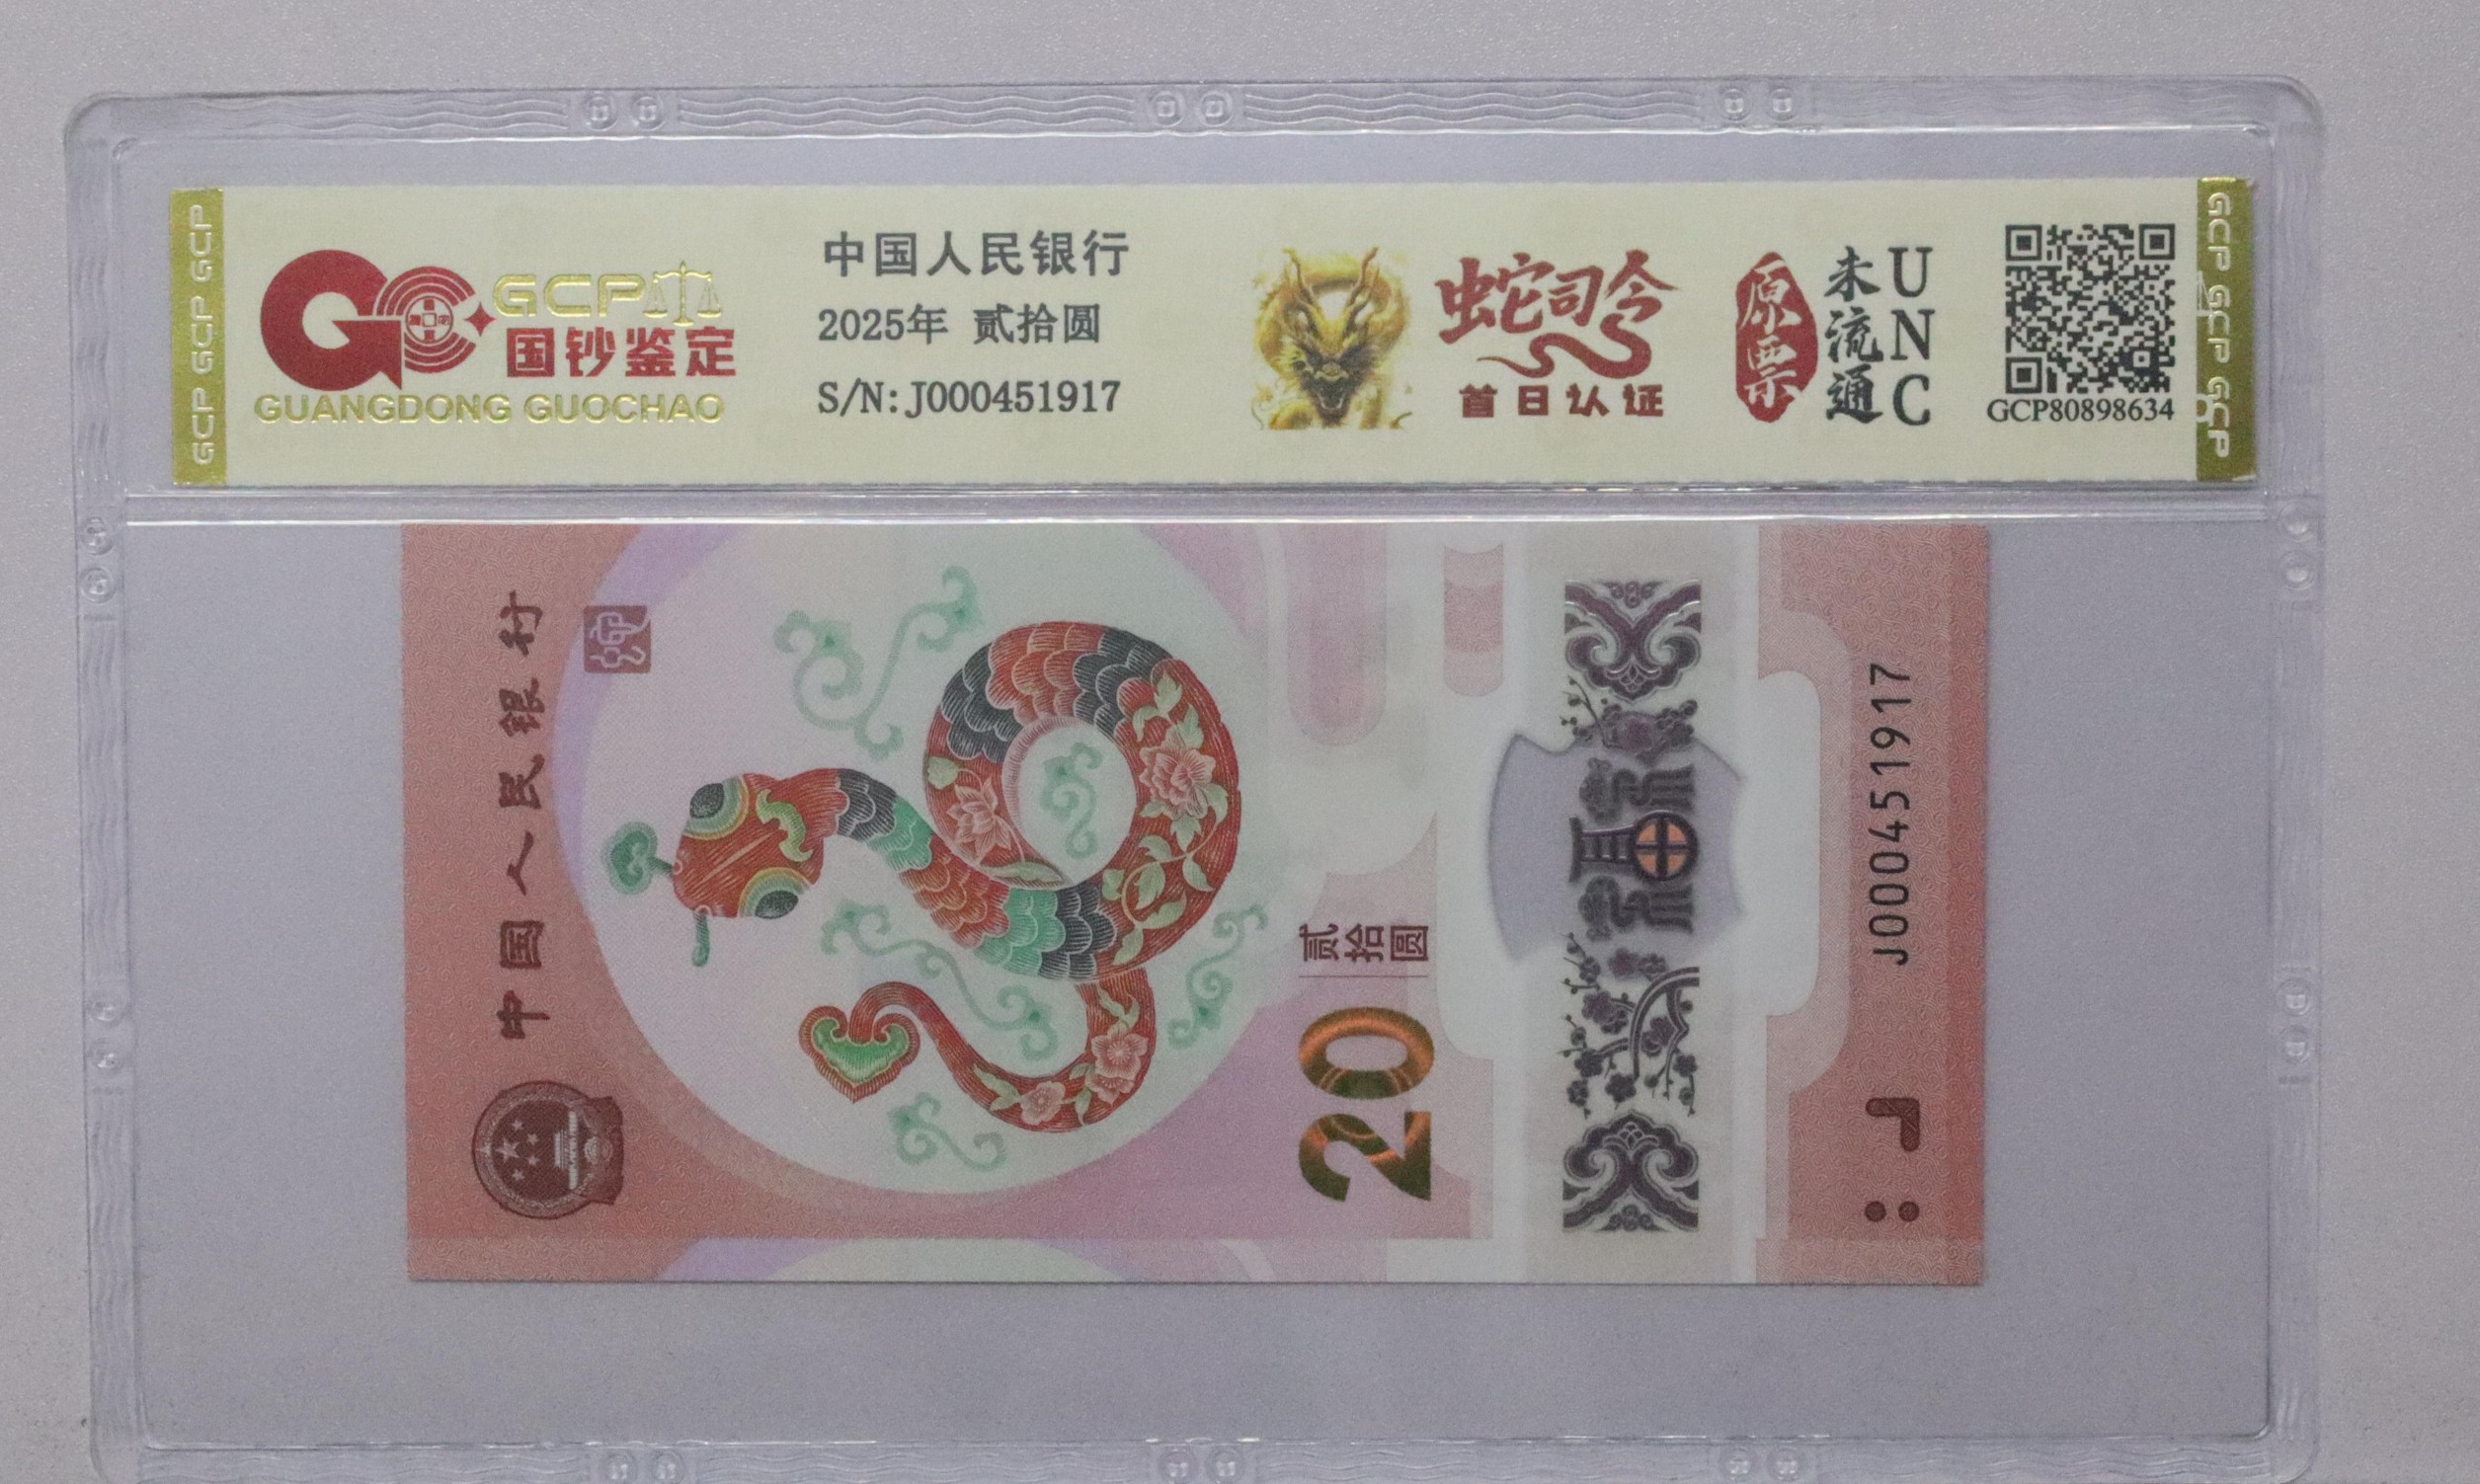 GCP GCP GCP
GCP
国钞鉴定
GUANGDONG GUOCHAO
中国人民银行
2025年 贰拾圆
S/N:J000451917
蛇司令
首日认证
原票
未流通
UNC
GCP80898634
GCP GCP GCP
中国人民银行
20
贰拾圆
福
J000451917